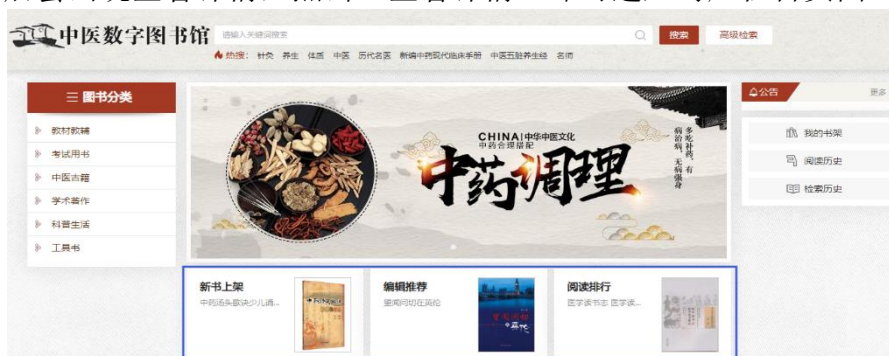 中医数字图书馆
请输入关键词搜索
搜索
高级检索
热搜： 针灸 养生 体质 中医 历代名医 新编中药现代临床手册 中医五脏养生经 名师
图书分类
教材教辅
考试用书
中医古籍
学术著作
科普生活
工具书
CHINA|中华中医文化
中药合理搭配
中药调理
多吃补药，有
病治病，无病强身
公告
更多
我的书架
阅读历史
检索历史
新书上架
中药汤头歌诀少儿诵...
编辑推荐
望闻问切在英伦
阅读排行
医学读书志 医学读...